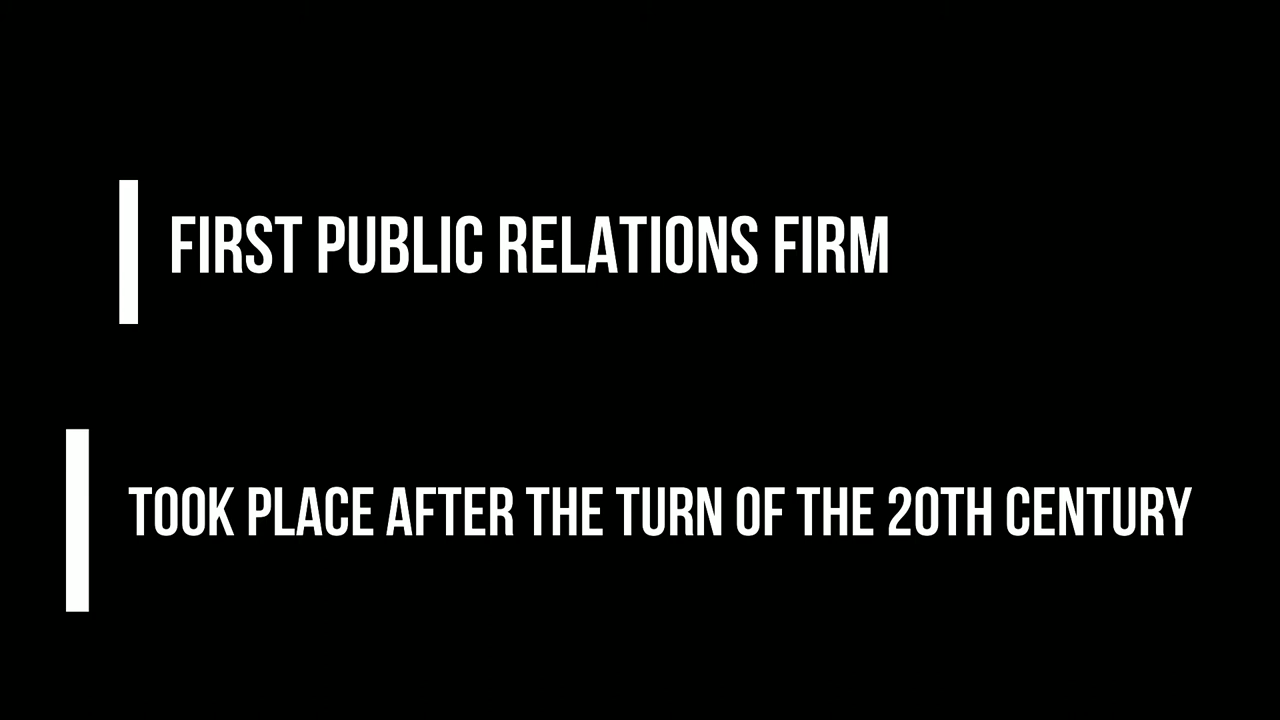 FIRST PUBLIC RELATIONS FIRM
TOOK PLACE AFTER THE TURN OF THE 20TH CENTURY